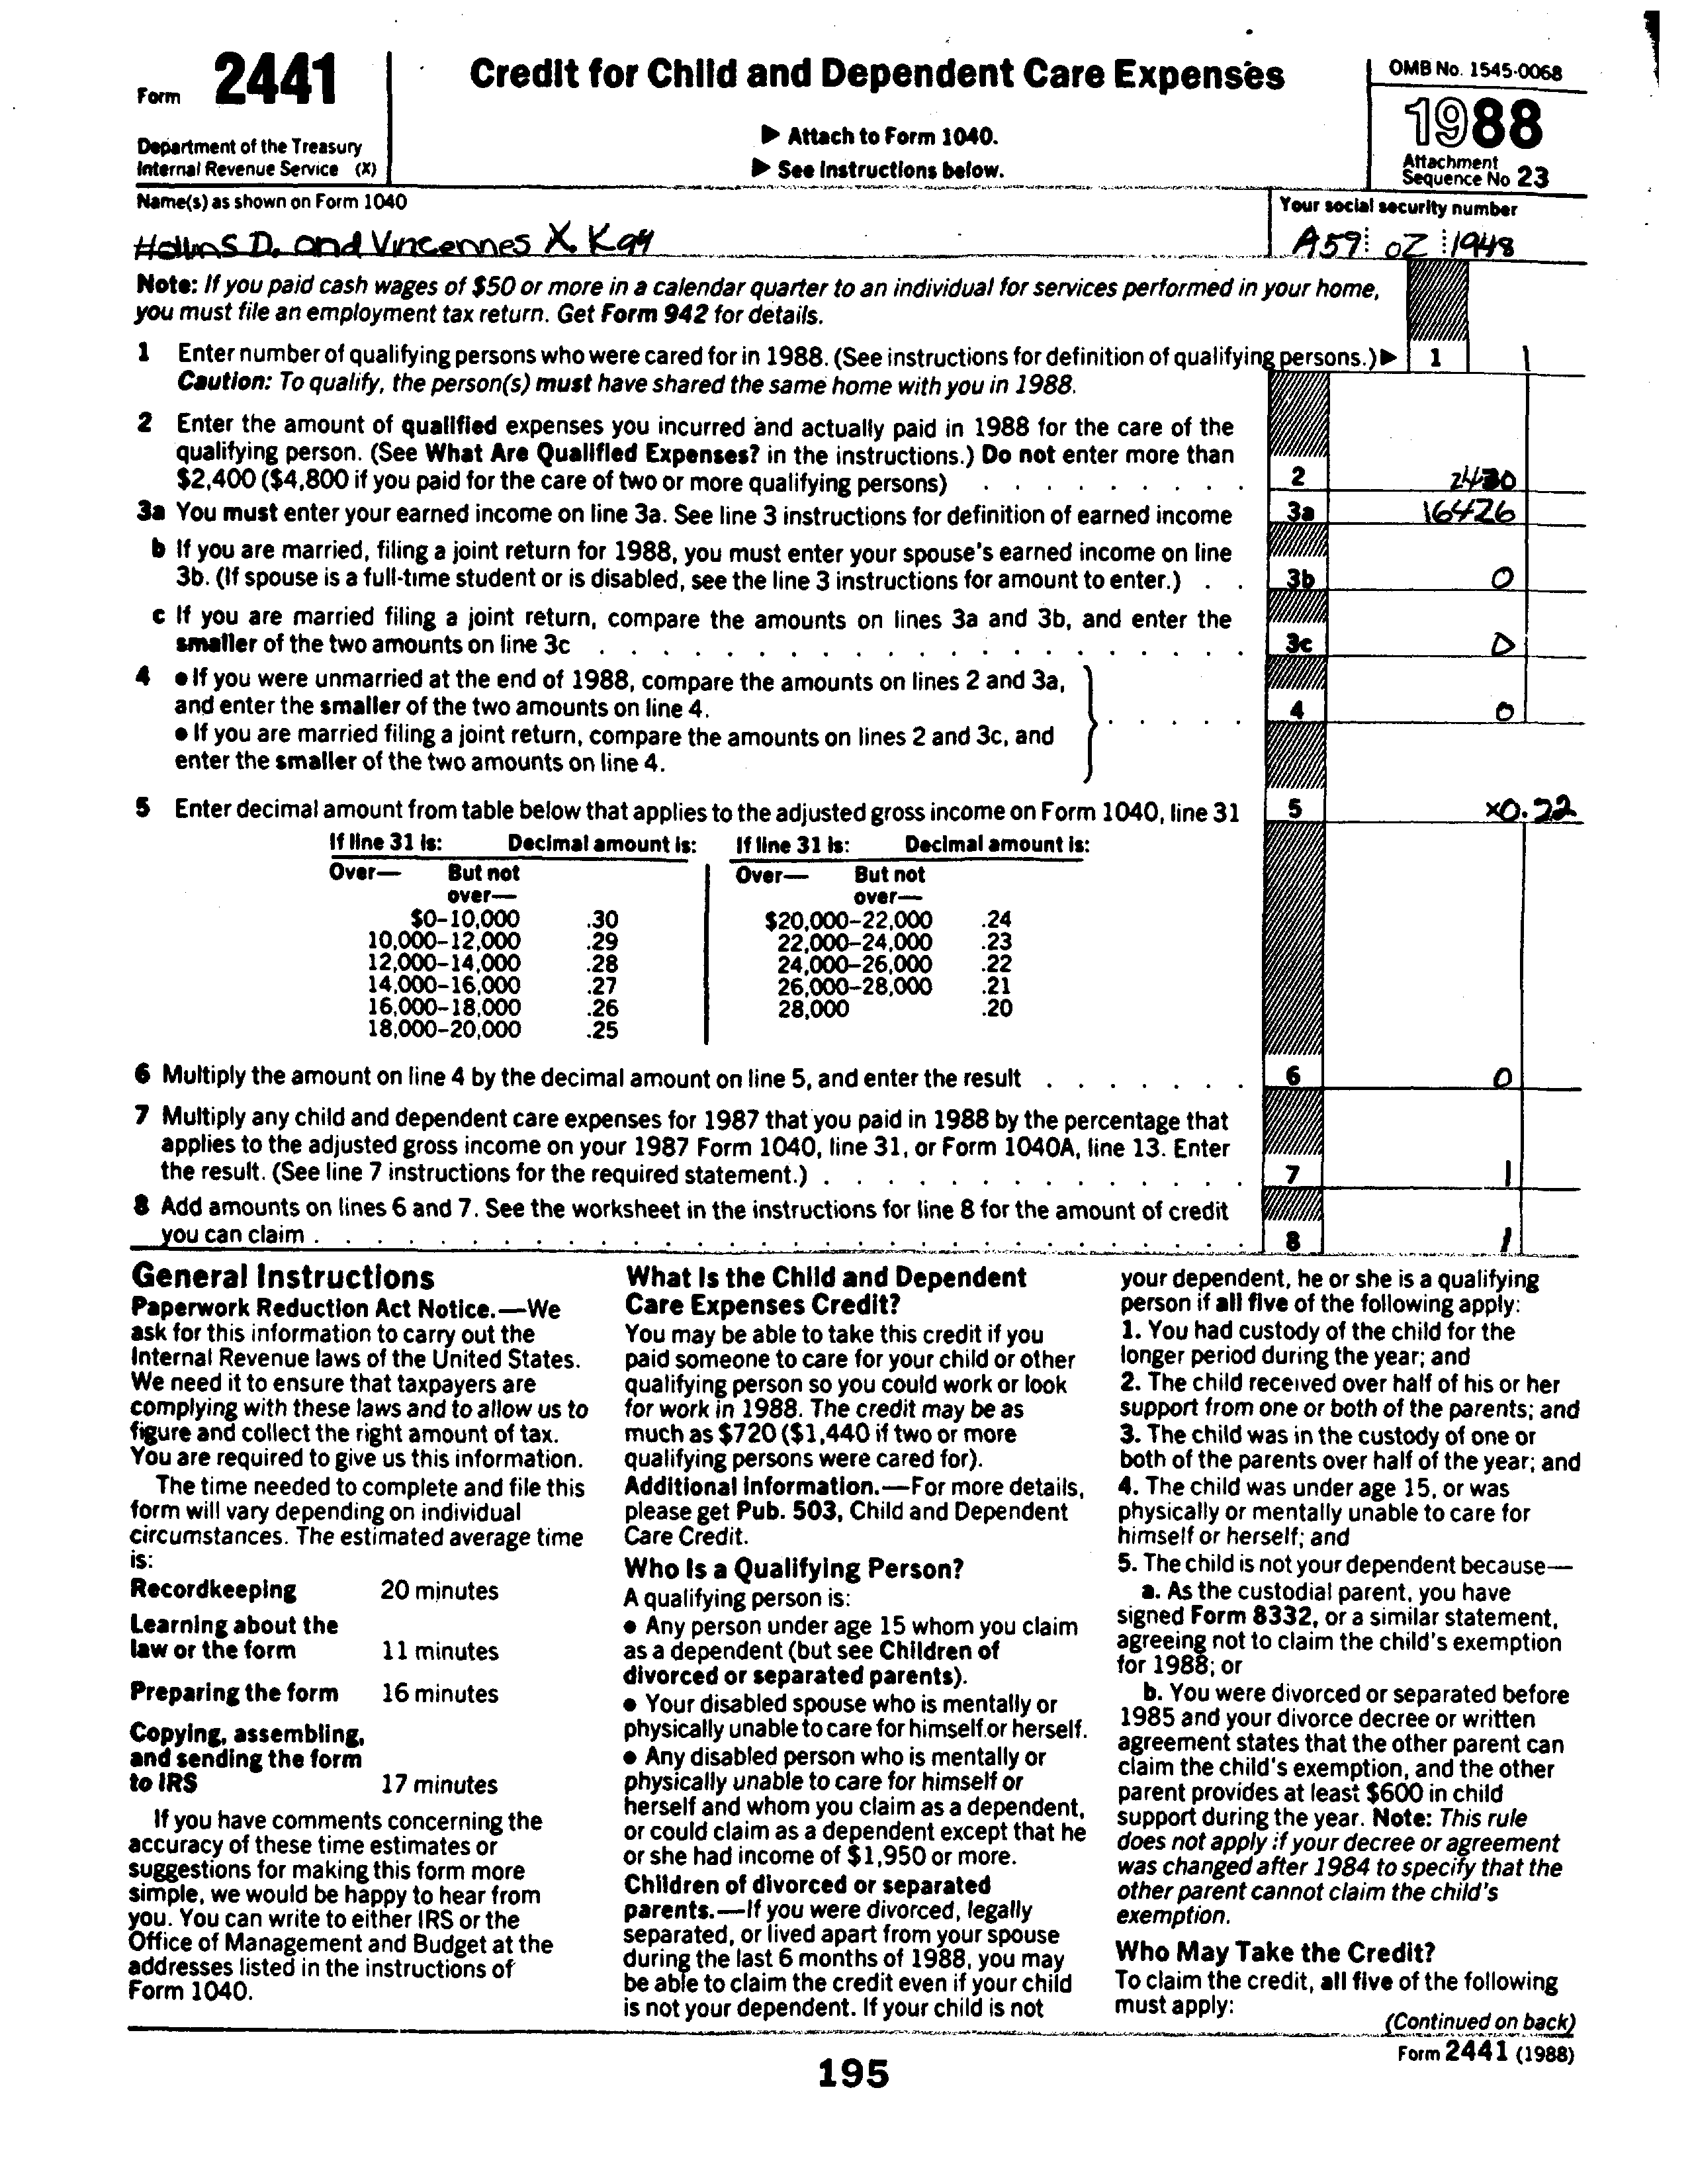 Form 2441
Department of the Treasury
Internal Revenue Service (X)
Credit for Child and Dependent Care Expenses
▶ Attach to Form 1040.
▶ See Instructions below.
OMB No. 1545-0068
1988
Attachment
Sequence No 23
Name(s) as shown on Form 1040
D. and Vincennes X.
Your social security number
A59 OZ 1948
Note: If you paid cash wages of $50 or more in a calendar quarter to an individual for services performed in your home,
you must file an employment tax return. Get Form 942 for details.
1 Enter number of qualifying persons who were cared for in 1988. (See instructions for definition of qualifying persons.) ▶ 1 1
Caution: To qualify, the person(s) must have shared the same home with you in 1988.
2 Enter the amount of qualified expenses you incurred and actually paid in 1988 for the care of the
qualifying person. (See What Are Qualified Expenses? in the instructions.) Do not enter more than
$2,400 ($4,800 if you paid for the care of two or more qualifying persons) . . . . . . . . . 2
3a You must enter your earned income on line 3a. See line 3 instructions for definition of earned income 3a 16426
b If you are married, filing a joint return for 1988, you must enter your spouse's earned income on line
3b. (If spouse is a full-time student or is disabled, see the line 3 instructions for amount to enter.) . . 3b 0
c If you are married filing a joint return, compare the amounts on lines 3a and 3b, and enter the
smaller of the two amounts on line 3c . . . . . . . . . . . . . . . . . . . . . 3c 0
4 ● If you were unmarried at the end of 1988, compare the amounts on lines 2 and 3a,
and enter the smaller of the two amounts on line 4. . . . . . 4 0
● If you are married filing a joint return, compare the amounts on lines 2 and 3c, and
enter the smaller of the two amounts on line 4.
5 Enter decimal amount from table below that applies to the adjusted gross income on Form 1040, line 31 5 x0.22
If line 31 is: Decimal amount is: If line 31 is: Decimal amount is:
Over— But not Over— But not
over— over—
$0–10,000 .30 $20,000–22,000 .24
10,000–12,000 .29 22,000–24,000 .23
12,000–14,000 .28 24,000–26,000 .22
14,000–16,000 .27 26,000–28,000 .21
16,000–18,000 .26 28,000 .20
18,000–20,000 .25
6 Multiply the amount on line 4 by the decimal amount on line 5, and enter the result . . . . . . . 6 0
7 Multiply any child and dependent care expenses for 1987 that you paid in 1988 by the percentage that
applies to the adjusted gross income on your 1987 Form 1040, line 31, or Form 1040A, line 13. Enter
the result. (See line 7 instructions for the required statement.) . . . . . . . . . . . . . . 7 1
8 Add amounts on lines 6 and 7. See the worksheet in the instructions for line 8 for the amount of credit
you can claim . . . . . . . . . . . . . . . . . . . . . . . . . . . . . . 8 1
General Instructions
Paperwork Reduction Act Notice.—We
ask for this information to carry out the
Internal Revenue laws of the United States.
We need it to ensure that taxpayers are
complying with these laws and to allow us to
figure and collect the right amount of tax.
You are required to give us this information.
The time needed to complete and file this
form will vary depending on individual
circumstances. The estimated average time
is:
Recordkeeping 20 minutes
Learning about the
law or the form 11 minutes
Preparing the form 16 minutes
Copying, assembling,
and sending the form
to IRS 17 minutes
If you have comments concerning the
accuracy of these time estimates or
suggestions for making this form more
simple, we would be happy to hear from
you. You can write to either IRS or the
Office of Management and Budget at the
addresses listed in the instructions of
Form 1040.
What Is the Child and Dependent
Care Expenses Credit?
You may be able to take this credit if you
paid someone to care for your child or other
qualifying person so you could work or look
for work in 1988. The credit may be as
much as $720 ($1,440 if two or more
qualifying persons were cared for).
Additional Information.—For more details,
please get Pub. 503, Child and Dependent
Care Credit.
Who Is a Qualifying Person?
A qualifying person is:
● Any person under age 15 whom you claim
as a dependent (but see Children of
divorced or separated parents).
● Your disabled spouse who is mentally or
physically unable to care for himself or herself.
● Any disabled person who is mentally or
physically unable to care for himself or
herself and whom you claim as a dependent,
or could claim as a dependent except that he
or she had income of $1,950 or more.
Children of divorced or separated
parents.—If you were divorced, legally
separated, or lived apart from your spouse
during the last 6 months of 1988, you may
be able to claim the credit even if your child
is not your dependent. If your child is not
your dependent, he or she is a qualifying
person if all five of the following apply:
1. You had custody of the child for the
longer period during the year; and
2. The child received over half of his or her
support from one or both of the parents; and
3. The child was in the custody of one or
both of the parents over half of the year; and
4. The child was under age 15, or was
physically or mentally unable to care for
himself or herself; and
5. The child is not your dependent because—
a. As the custodial parent, you have
signed Form 8332, or a similar statement,
agreeing not to claim the child's exemption
for 1988; or
b. You were divorced or separated before
1985 and your divorce decree or written
agreement states that the other parent can
claim the child's exemption, and the other
parent provides at least $600 in child
support during the year. Note: This rule
does not apply if your decree or agreement
was changed after 1984 to specify that the
other parent cannot claim the child's
exemption.
Who May Take the Credit?
To claim the credit, all five of the following
must apply:
(Continued on back)
Form 2441 (1988)
195